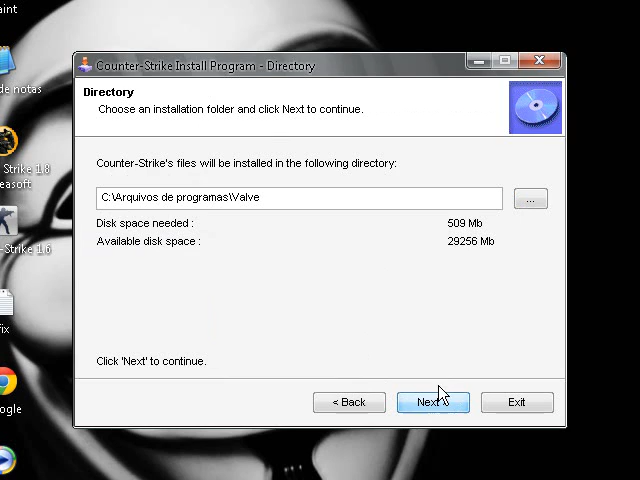 aint
de notas
Strike 1.8
easoft
-Strike 1.6
fix
ogle
Counter-Strike Install Program - Directory
Directory
Choose an installation folder and click Next to continue.
Counter-Strike's files will be installed in the following directory:
C:\Arquivos de programas\Valve
...
Disk space needed : 509 Mb
Available disk space : 29256 Mb
Click 'Next' to continue.
< Back Next Exit